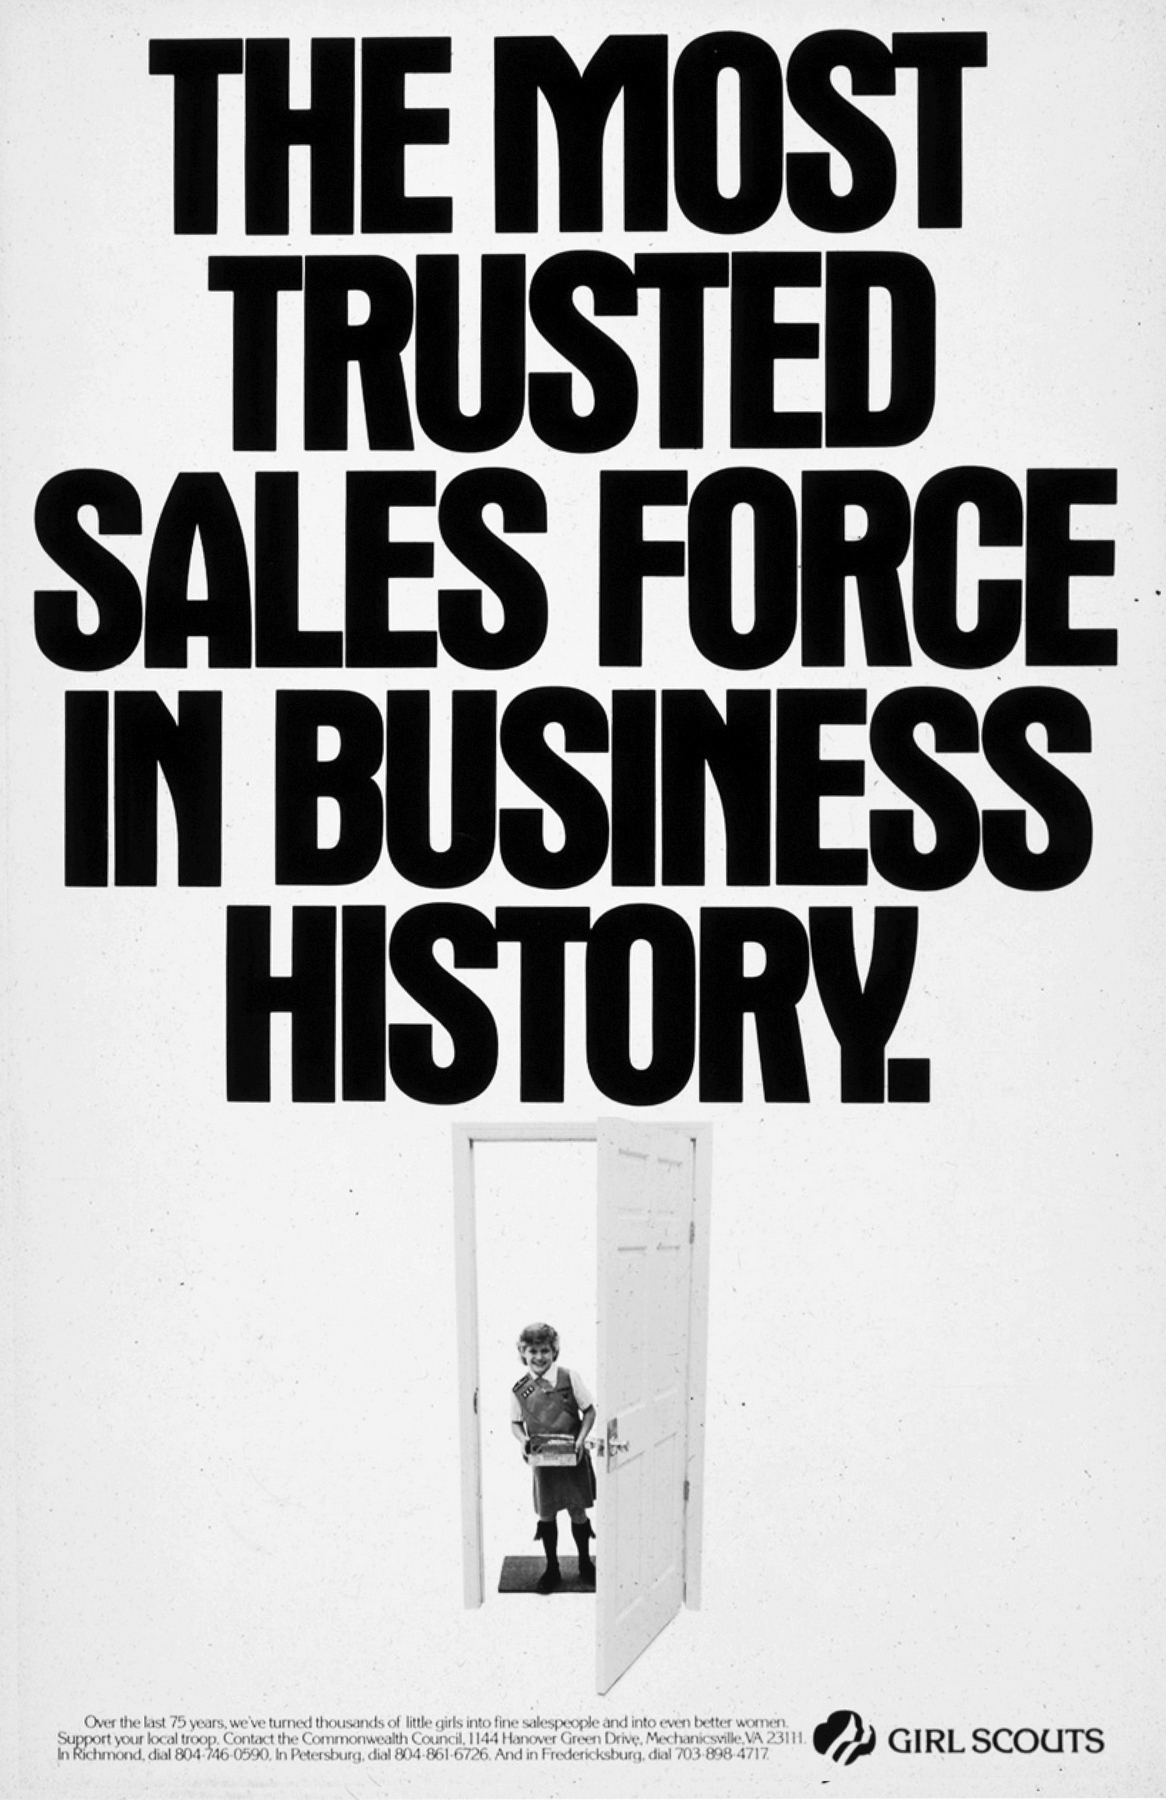 THE MOST
TRUSTED
SALES FORCE
IN BUSINESS
HISTORY.
Over the last 75 years, we've turned thousands of little girls into fine salespeople and into even better women.
Support your local troop. Contact the Commonwealth Council, 1144 Hanover Green Drive, Mechanicsville, VA 23111.
In Richmond, dial 804-746-0590. In Petersburg, dial 804-861-6726. And in Fredericksburg, dial 703-898-4717.
GIRL SCOUTS